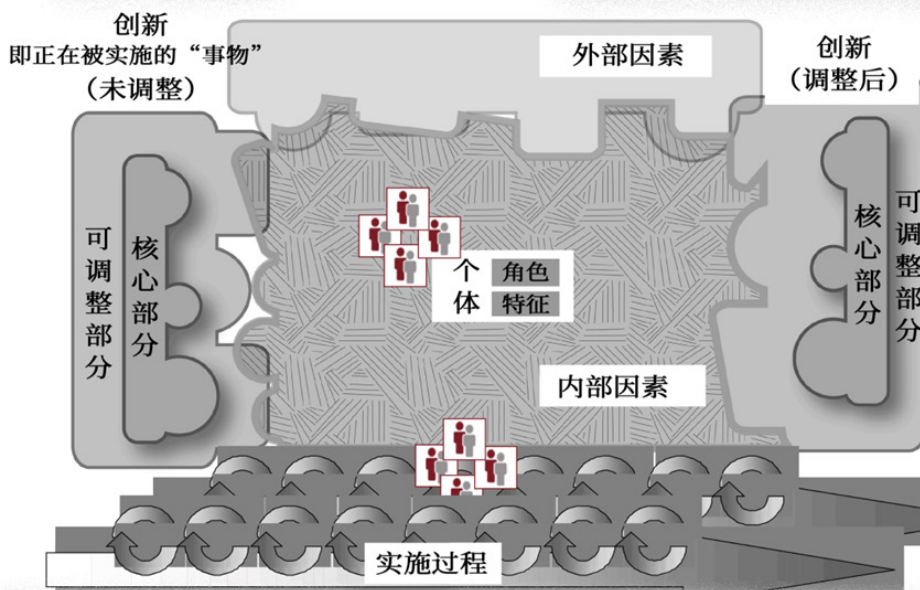 创新
即正在被实施的“事物”
（未调整）
外部因素
创新
（调整后）
可调整部分
核心部分
个体
角色
特征
内部因素
核心部分
可调整部分
实施过程